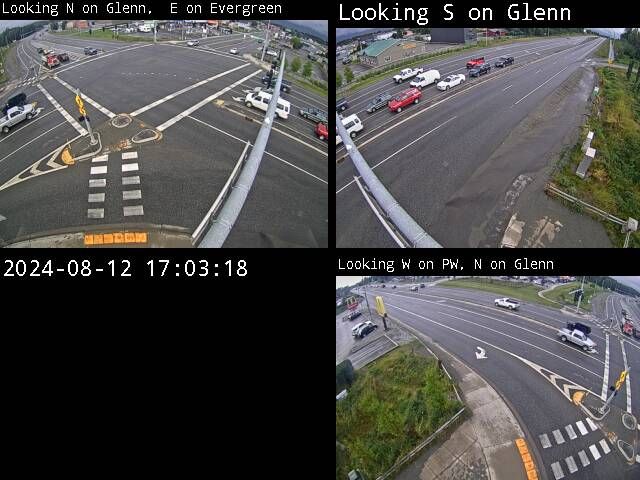 Looking N on Glenn,  E on Evergreen
Looking S on Glenn
2024-08-12 17:03:18
Looking W on PW, N on Glenn